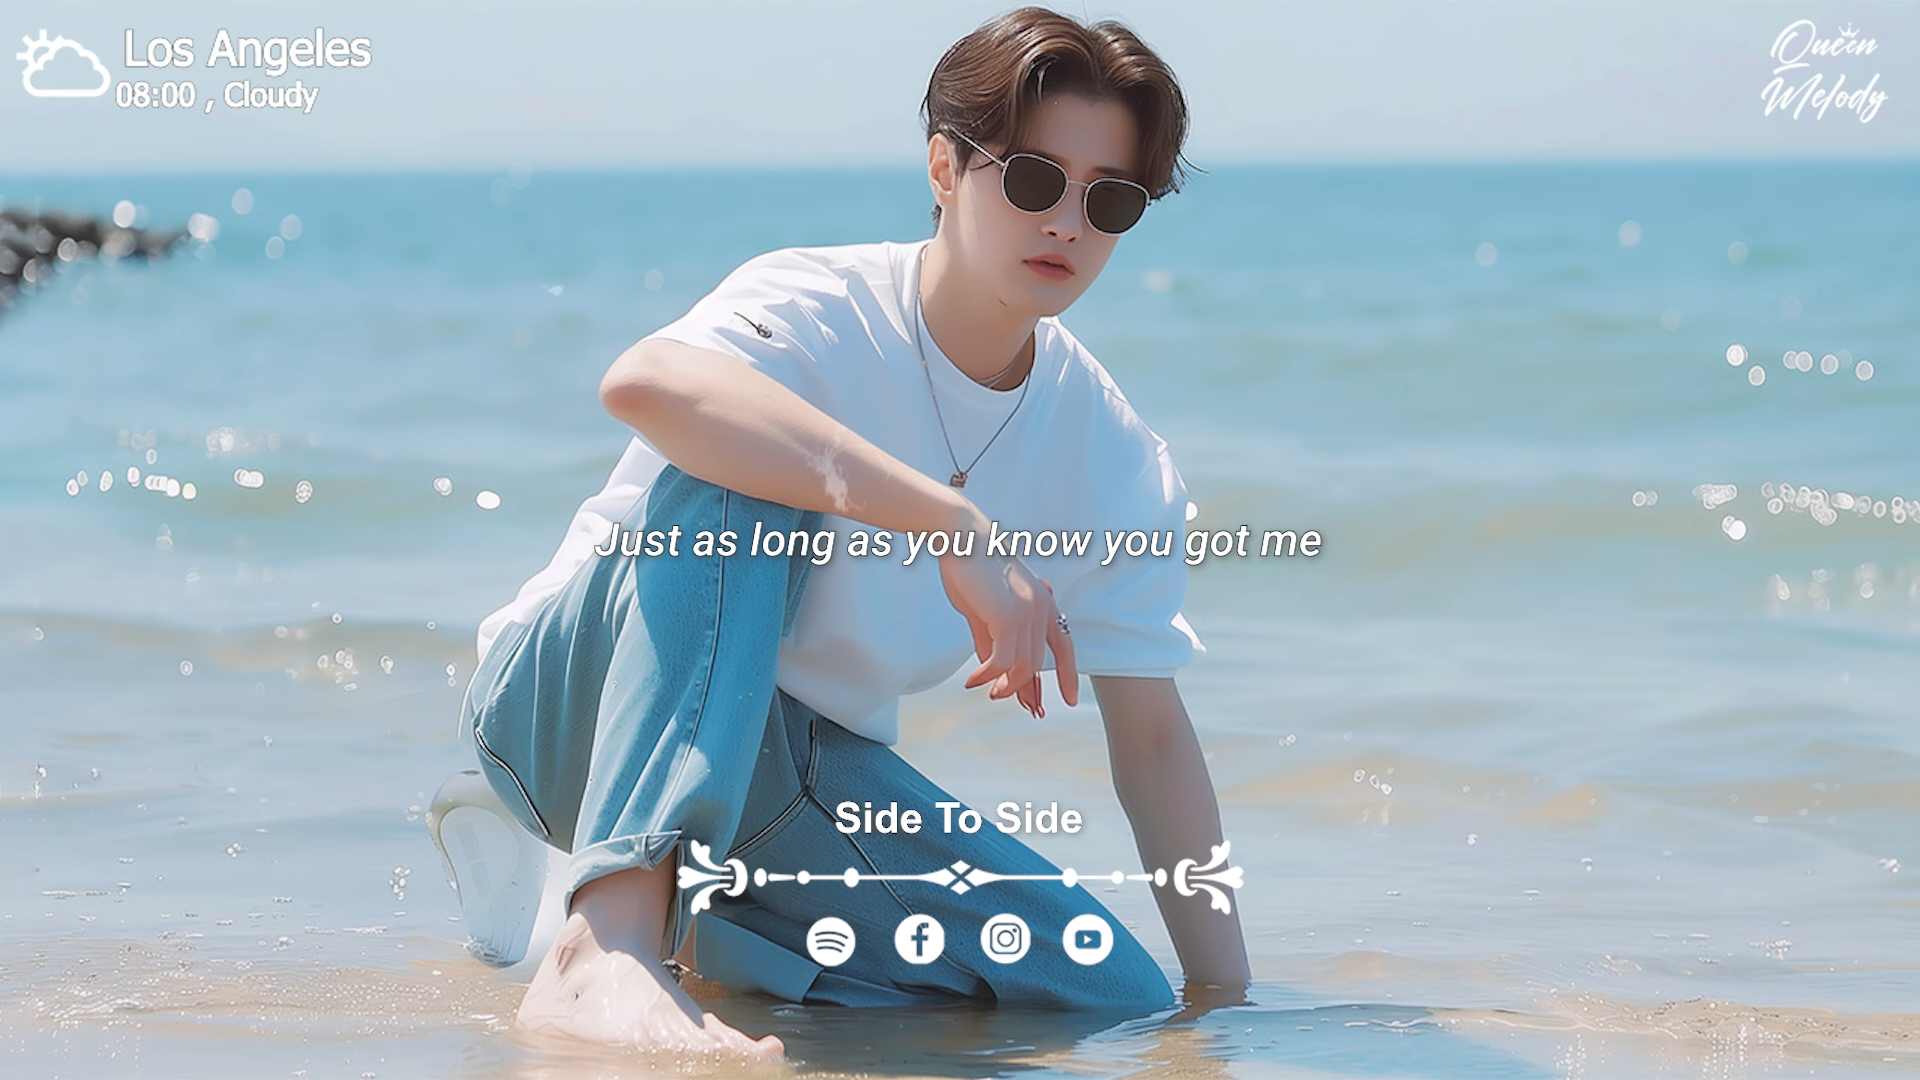 Los Angeles
08:00 , Cloudy
Queen
Melody
Just as long as you know you got me
Side To Side